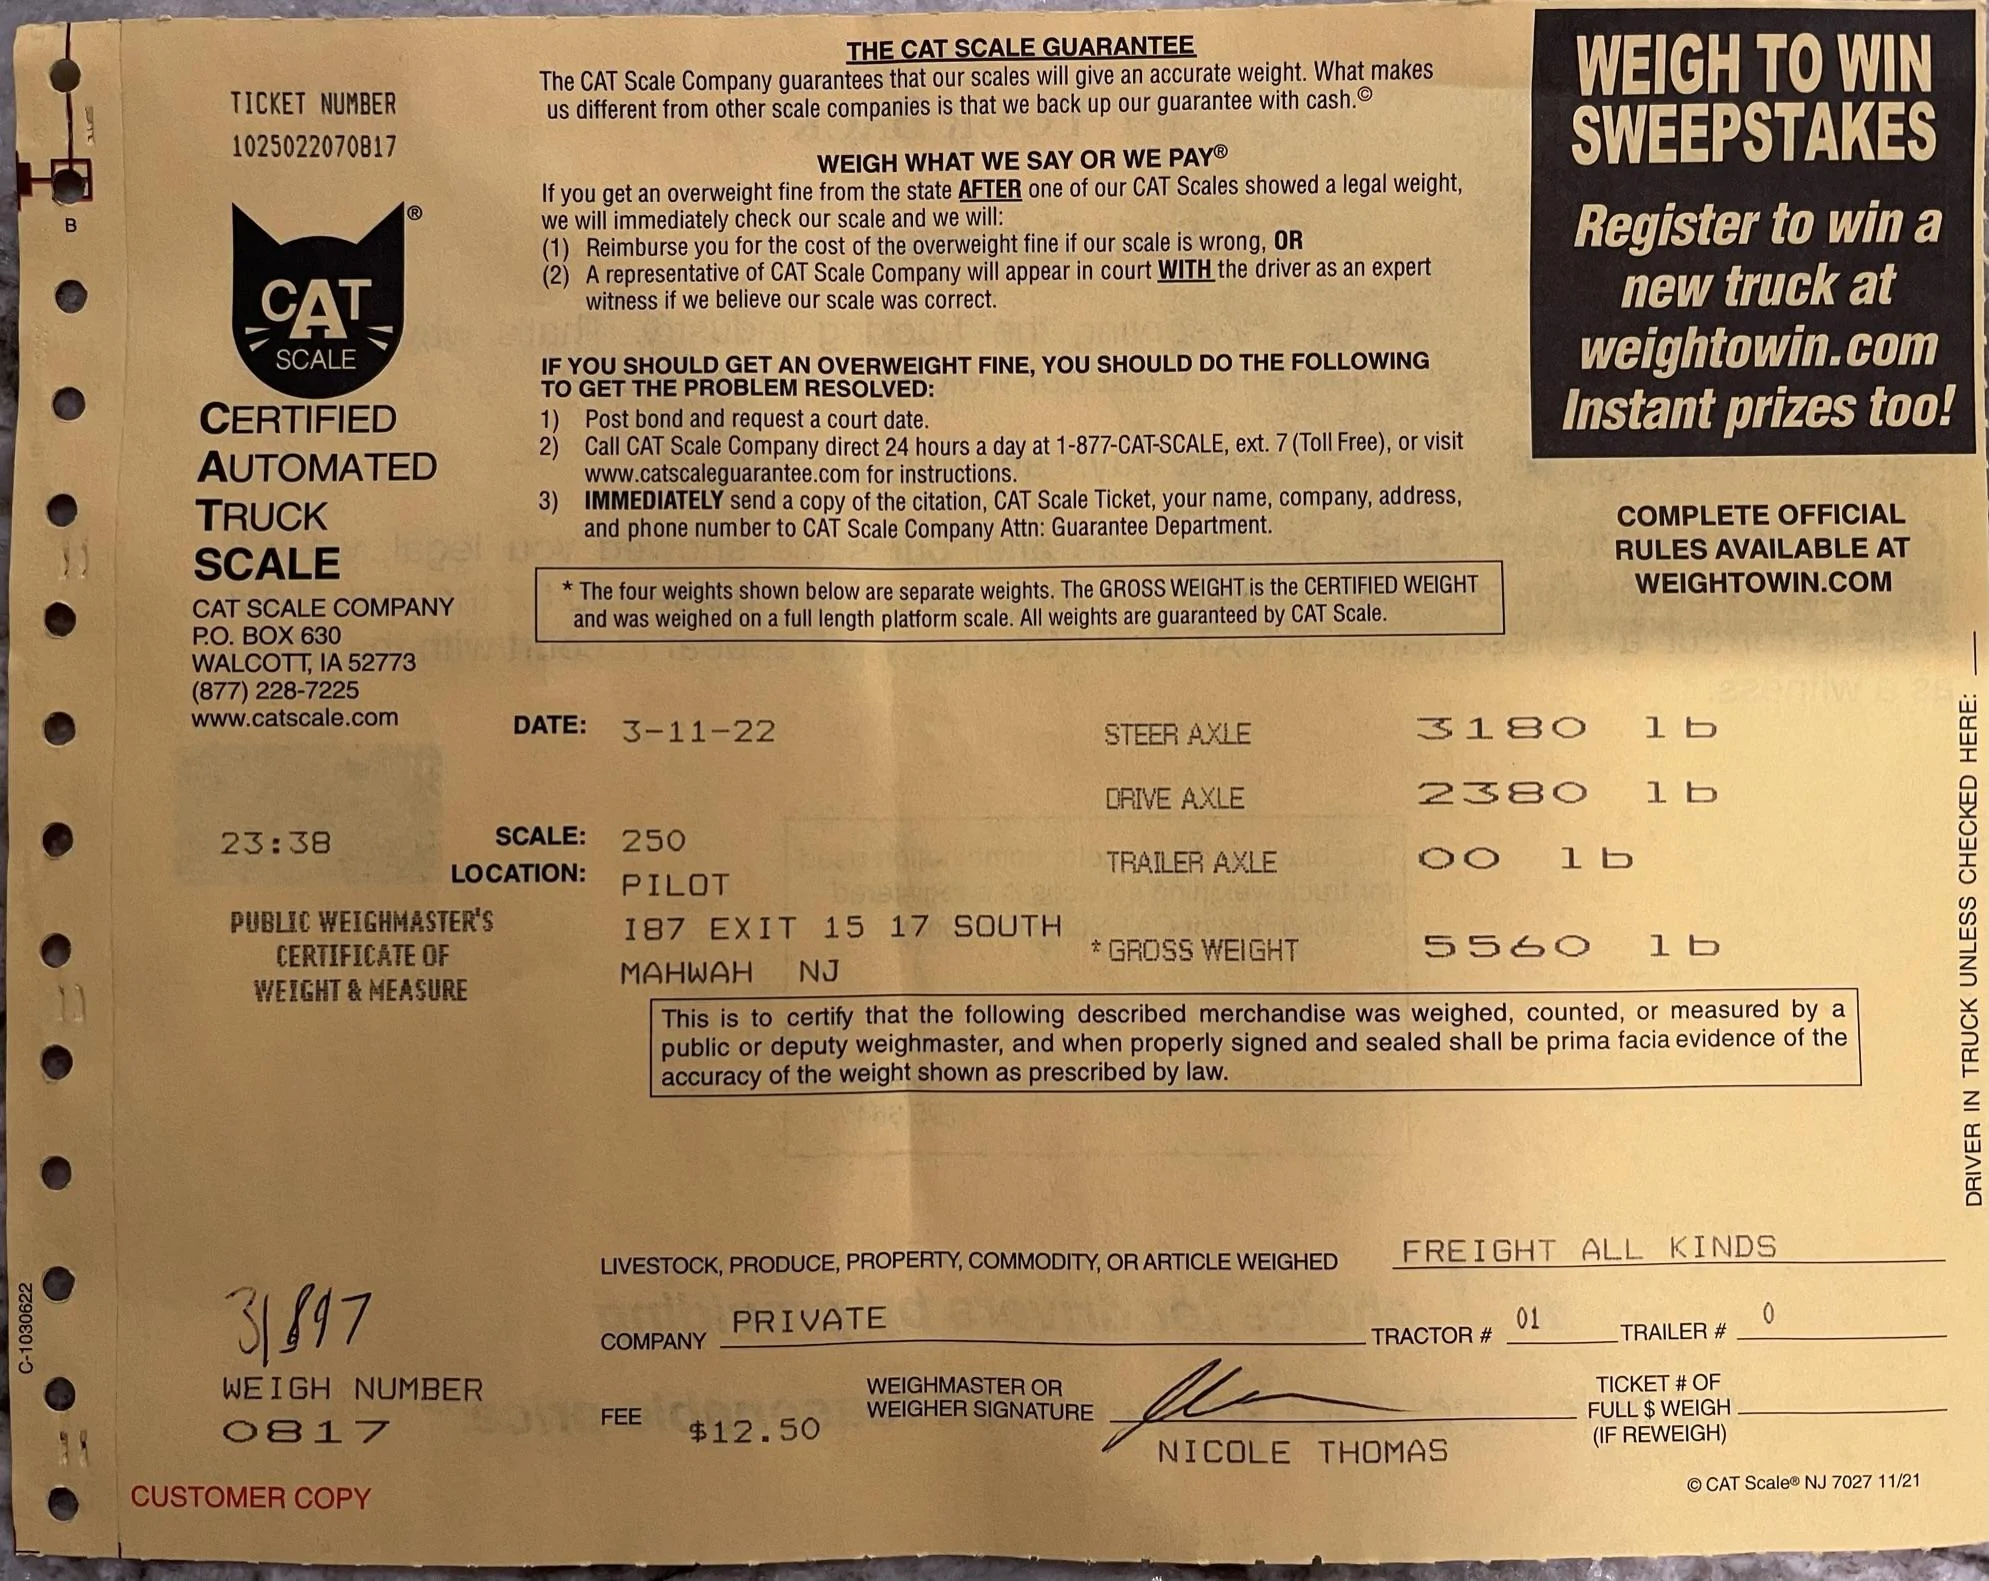 TICKET NUMBER
1025022070817
B
CAT
SCALE
®
CERTIFIED
AUTOMATED
TRUCK
SCALE
CAT SCALE COMPANY
P.O. BOX 630
WALCOTT, IA 52773
(877) 228-7225
www.catscale.com
THE CAT SCALE GUARANTEE
The CAT Scale Company guarantees that our scales will give an accurate weight. What makes
us different from other scale companies is that we back up our guarantee with cash.©
WEIGH WHAT WE SAY OR WE PAY®
If you get an overweight fine from the state AFTER one of our CAT Scales showed a legal weight,
we will immediately check our scale and we will:
(1) Reimburse you for the cost of the overweight fine if our scale is wrong, OR
(2) A representative of CAT Scale Company will appear in court WITH the driver as an expert
witness if we believe our scale was correct.
IF YOU SHOULD GET AN OVERWEIGHT FINE, YOU SHOULD DO THE FOLLOWING
TO GET THE PROBLEM RESOLVED:
1) Post bond and request a court date.
2) Call CAT Scale Company direct 24 hours a day at 1-877-CAT-SCALE, ext. 7 (Toll Free), or visit
www.catscaleguarantee.com for instructions.
3) IMMEDIATELY send a copy of the citation, CAT Scale Ticket, your name, company, address,
and phone number to CAT Scale Company Attn: Guarantee Department.
* The four weights shown below are separate weights. The GROSS WEIGHT is the CERTIFIED WEIGHT
and was weighed on a full length platform scale. All weights are guaranteed by CAT Scale.
WEIGH TO WIN
SWEEPSTAKES
Register to win a
new truck at
weightowin.com
Instant prizes too!
COMPLETE OFFICIAL
RULES AVAILABLE AT
WEIGHTOWIN.COM
DRIVER IN TRUCK UNLESS CHECKED HERE:
DATE: 3-11-22
STEER AXLE 3180 lb
DRIVE AXLE 2380 lb
23:38
SCALE: 250
TRAILER AXLE 00 lb
LOCATION: PILOT
I87 EXIT 15 17 SOUTH
MAHWAH NJ
* GROSS WEIGHT 5560 lb
PUBLIC WEIGHMASTER'S
CERTIFICATE OF
WEIGHT & MEASURE
This is to certify that the following described merchandise was weighed, counted, or measured by a
public or deputy weighmaster, and when properly signed and sealed shall be prima facia evidence of the
accuracy of the weight shown as prescribed by law.
LIVESTOCK, PRODUCE, PROPERTY, COMMODITY, OR ARTICLE WEIGHED FREIGHT ALL KINDS
COMPANY PRIVATE TRACTOR # 01 TRAILER # 0
31897
WEIGH NUMBER
0817
FEE $12.50
WEIGHMASTER OR
WEIGHER SIGNATURE
NICOLE THOMAS
TICKET # OF
FULL $ WEIGH
(IF REWEIGH)
CUSTOMER COPY
© CAT Scale® NJ 7027 11/21
C-1030622